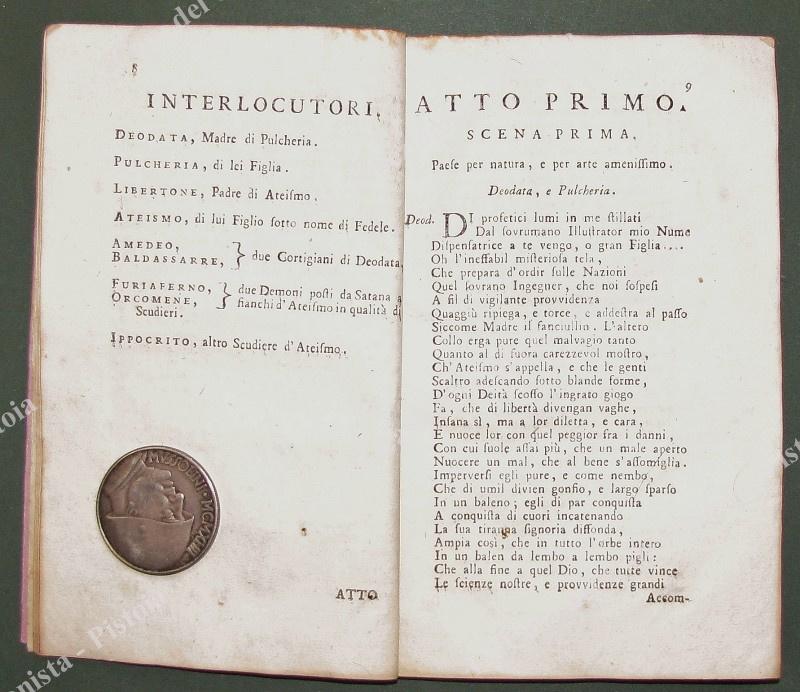 8
INTERLOCUTORI.
DEODATA, Madre di Pulcheria.
PULCHERIA, di lei Figlia.
LIBERTONE, Padre di Ateiſmo.
ATEISMO, di lui Figlio ſotto nome di Fedele.
AMEDEO,
BALDASSARRE, } due Cortigiani di Deodata.
FURIAFERNO, } due Demonj poſti da Satana a
ORCOMENE, fianchi d'Ateiſmo in qualità di
Scudieri.
IPPOCRITO, altro Scudiere d'Ateiſmo.
MVSSOLINI
ATTO
9
ATTO PRIMO.
SCENA PRIMA.
Paeſe per natura, e per arte ameniſſimo.
Deodata, e Pulcheria.
Deod. DI profetici lumi in me ſtillati
Dal ſovrumano Illuſtrator mio Nume
Diſpenſatrice a te vengo, o gran Figlia....
Oh l'ineffabil miſterioſa tela,
Che prepara d'ordir ſulle Nazioni
Quel ſovrano Ingegner, che noi ſoſpeſi
A fil di vigilante provvidenza
Quaggiù ripiega, e torce, e addeſtra al paſſo
Siccome Madre il fanciullin. L'altero
Collo erga pure quel malvagio tanto
Quanto al di fuora carezzevol moſtro,
Ch'Ateiſmo s'appella, e che le genti
Scaltro adeſcando ſotto blande forme,
D'ogni Deità ſcoſſo l'ingrato giogo
Fa, che di libertà divengan vaghe,
Inſana sì, ma a lor diletta, e cara,
E nuoce lor con quel peggior fra i danni,
Con cui ſuole aſſai più, che un male aperto
Nuocere un mal, che al bene s'aſſomiglia.
Imperverſi egli pure, e come nembo,
Che di umil divien gonfio, e largo ſparſo
In un baleno; egli di par conquiſta
A conquiſta di cuori incatenando
La ſua tiranna ſignoria diffonda,
Ampia così, che in tutto l'orbe intero
In un balen da lembo a lembo pigli:
Che alla fine a quel Dio, che tutte vince
Le ſcienze noſtre, e provvidenze grandi
Accom-
del
Pistoia